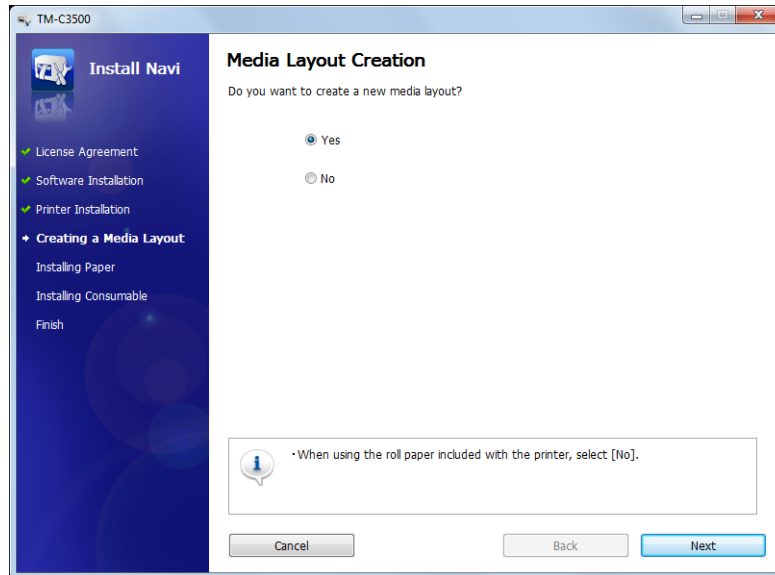 TM-C3500
Install Navi
License Agreement
Software Installation
Printer Installation
Creating a Media Layout
Installing Paper
Installing Consumable
Finish
Media Layout Creation
Do you want to create a new media layout?
Yes
No
・When using the roll paper included with the printer, select [No].
Cancel
Back
Next